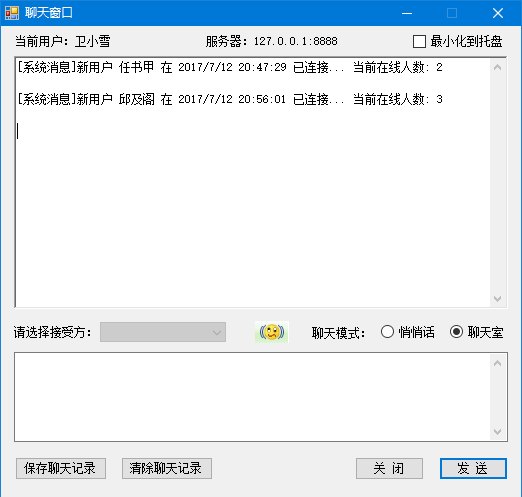 聊天窗口
当前用户：卫小雪 服务器：127.0.0.1:8888 最小化到托盘
[系统消息]新用户 任书甲 在 2017/7/12 20:47:29 已连接... 当前在线人数: 2
[系统消息]新用户 邱及阁 在 2017/7/12 20:56:01 已连接... 当前在线人数: 3
请选择接受方： 聊天模式： 悄悄话 聊天室
保存聊天记录 清除聊天记录 关 闭 发 送